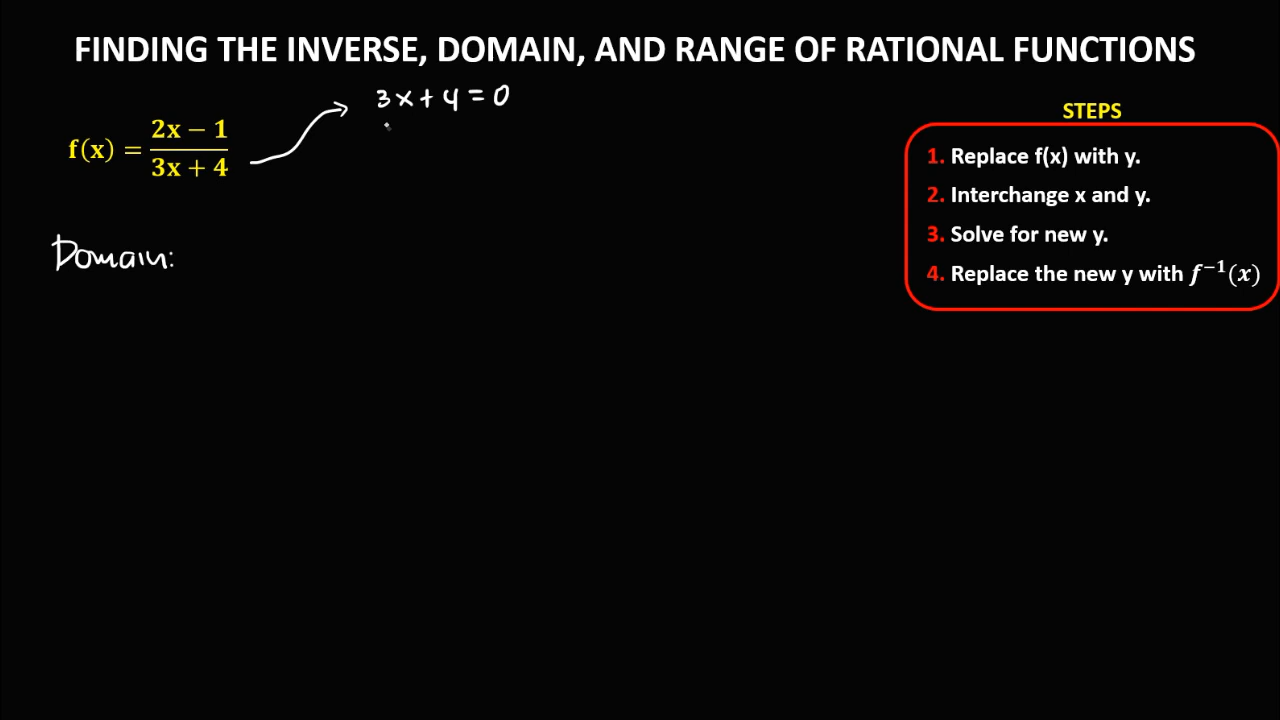 FINDING THE INVERSE, DOMAIN, AND RANGE OF RATIONAL FUNCTIONS
3x + 4 = 0
f(x) = \frac{2x − 1}{3x + 4}
Domain:
STEPS
1. Replace f(x) with y.
2. Interchange x and y.
3. Solve for new y.
4. Replace the new y with f⁻¹(x)